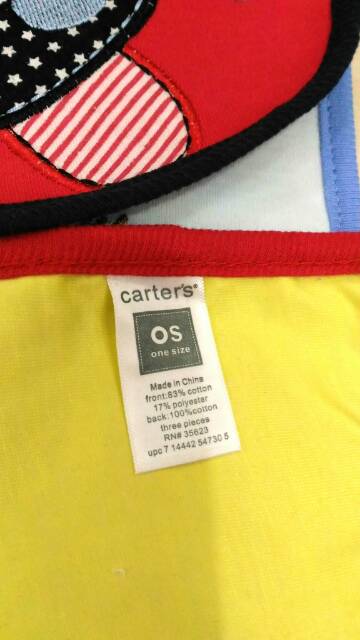 carter's®
OS
one size
Made in China
front:83% cotton
17% polyester
back:100%cotton
three pieces
RN# 35623
upc 7 14442 54730 5